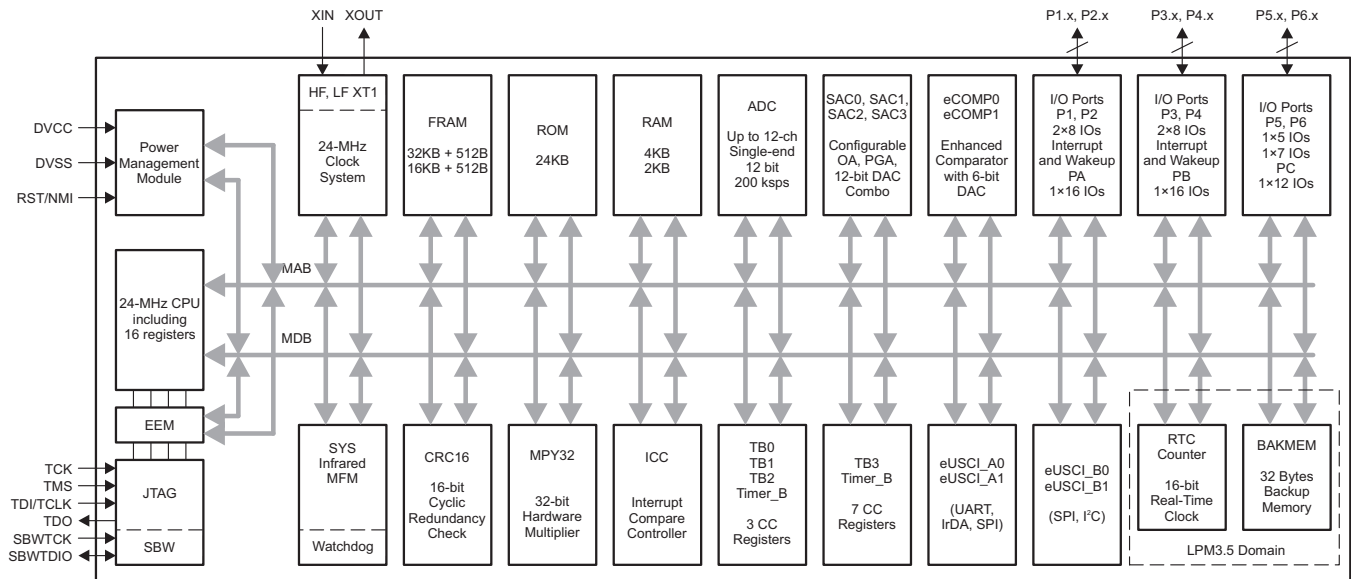 XIN XOUT
P1.x, P2.x
P3.x, P4.x
P5.x, P6.x
DVCC
DVSS
RST/NMI
Power
Management
Module
HF, LF XT1
24-MHz
Clock
System
FRAM
32KB + 512B
16KB + 512B
ROM
24KB
RAM
4KB
2KB
ADC
Up to 12-ch
Single-end
12 bit
200 ksps
SAC0, SAC1,
SAC2, SAC3
Configurable
OA, PGA,
12-bit DAC
Combo
eCOMP0
eCOMP1
Enhanced
Comparator
with 6-bit
DAC
I/O Ports
P1, P2
2×8 IOs
Interrupt
and Wakeup
PA
1×16 IOs
I/O Ports
P3, P4
2×8 IOs
Interrupt
and Wakeup
PB
1×16 IOs
I/O Ports
P5, P6
1×5 IOs
1×7 IOs
PC
1×12 IOs
MAB
MDB
24-MHz CPU
including
16 registers
EEM
TCK
TMS
TDI/TCLK
TDO
SBWTCK
SBWTDIO
JTAG
SBW
SYS
Infrared
MFM
Watchdog
CRC16
16-bit
Cyclic
Redundancy
Check
MPY32
32-bit
Hardware
Multiplier
ICC
Interrupt
Compare
Controller
TB0
TB1
TB2
Timer_B
3 CC
Registers
TB3
Timer_B
7 CC
Registers
eUSCI_A0
eUSCI_A1
(UART,
IrDA, SPI)
eUSCI_B0
eUSCI_B1
(SPI, I²C)
RTC
Counter
16-bit
Real-Time
Clock
BAKMEM
32 Bytes
Backup
Memory
LPM3.5 Domain